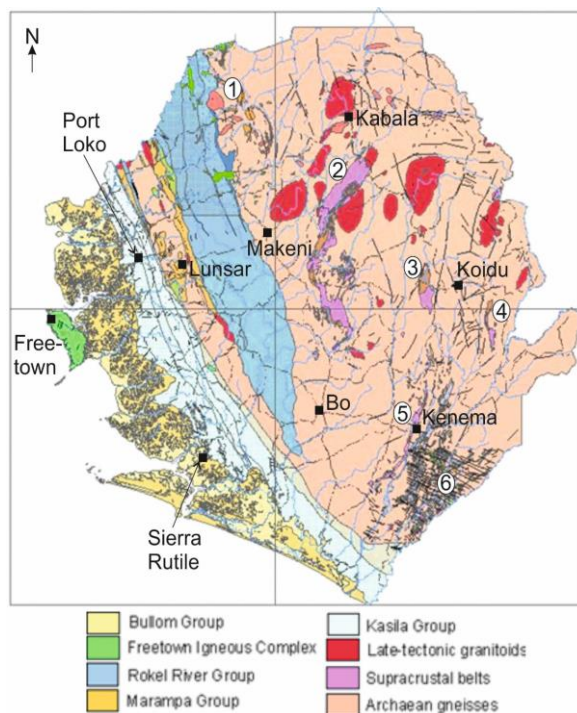 N
1
Port
Loko
Kabala
2
Makeni
Lunsar
3
Koidu
4
Free-
town
Bo
5
Kenema
6
Sierra
Rutile
Bullom Group
Freetown Igneous Complex
Rokel River Group
Marampa Group
Kasila Group
Late-tectonic granitoids
Supracrustal belts
Archaean gneisses